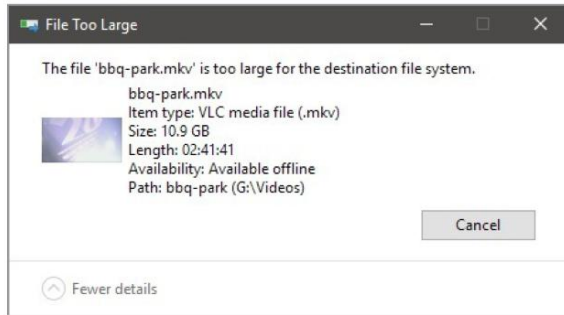 File Too Large
The file 'bbq-park.mkv' is too large for the destination file system.
bbq-park.mkv
Item type: VLC media file (.mkv)
Size: 10.9 GB
Length: 02:41:41
Availability: Available offline
Path: bbq-park (G:\Videos)
Cancel
Fewer details